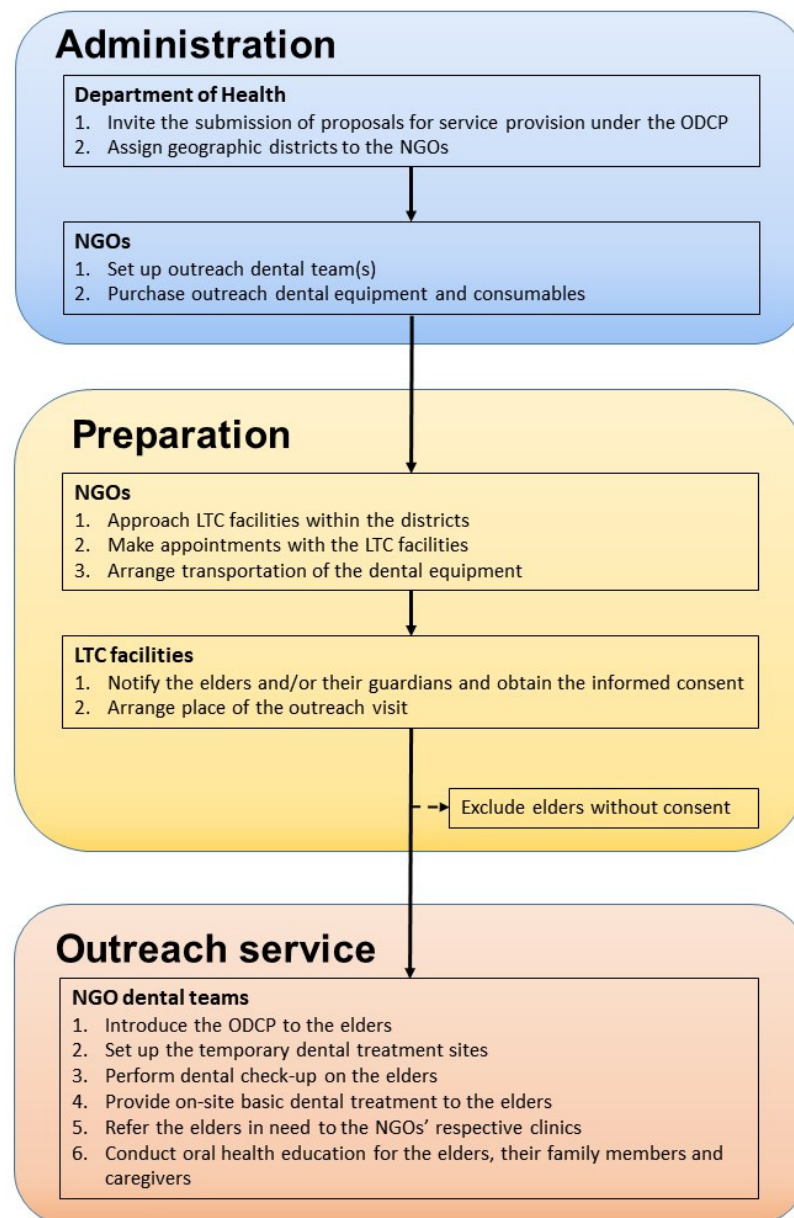 Administration
Department of Health
1. Invite the submission of proposals for service provision under the ODCP
2. Assign geographic districts to the NGOs
NGOs
1. Set up outreach dental team(s)
2. Purchase outreach dental equipment and consumables
Preparation
NGOs
1. Approach LTC facilities within the districts
2. Make appointments with the LTC facilities
3. Arrange transportation of the dental equipment
LTC facilities
1. Notify the elders and/or their guardians and obtain the informed consent
2. Arrange place of the outreach visit
Exclude elders without consent
Outreach service
NGO dental teams
1. Introduce the ODCP to the elders
2. Set up the temporary dental treatment sites
3. Perform dental check-up on the elders
4. Provide on-site basic dental treatment to the elders
5. Refer the elders in need to the NGOs’ respective clinics
6. Conduct oral health education for the elders, their family members and
caregivers